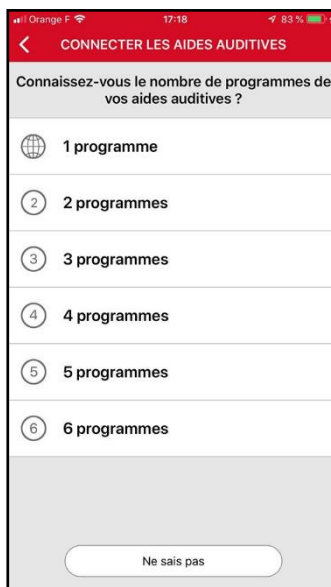 Orange F 17:18 83 %
CONNECTER LES AIDES AUDITIVES
Connaissez-vous le nombre de programmes de
vos aides auditives ?
1 programme
2 2 programmes
3 3 programmes
4 4 programmes
5 5 programmes
6 6 programmes
Ne sais pas